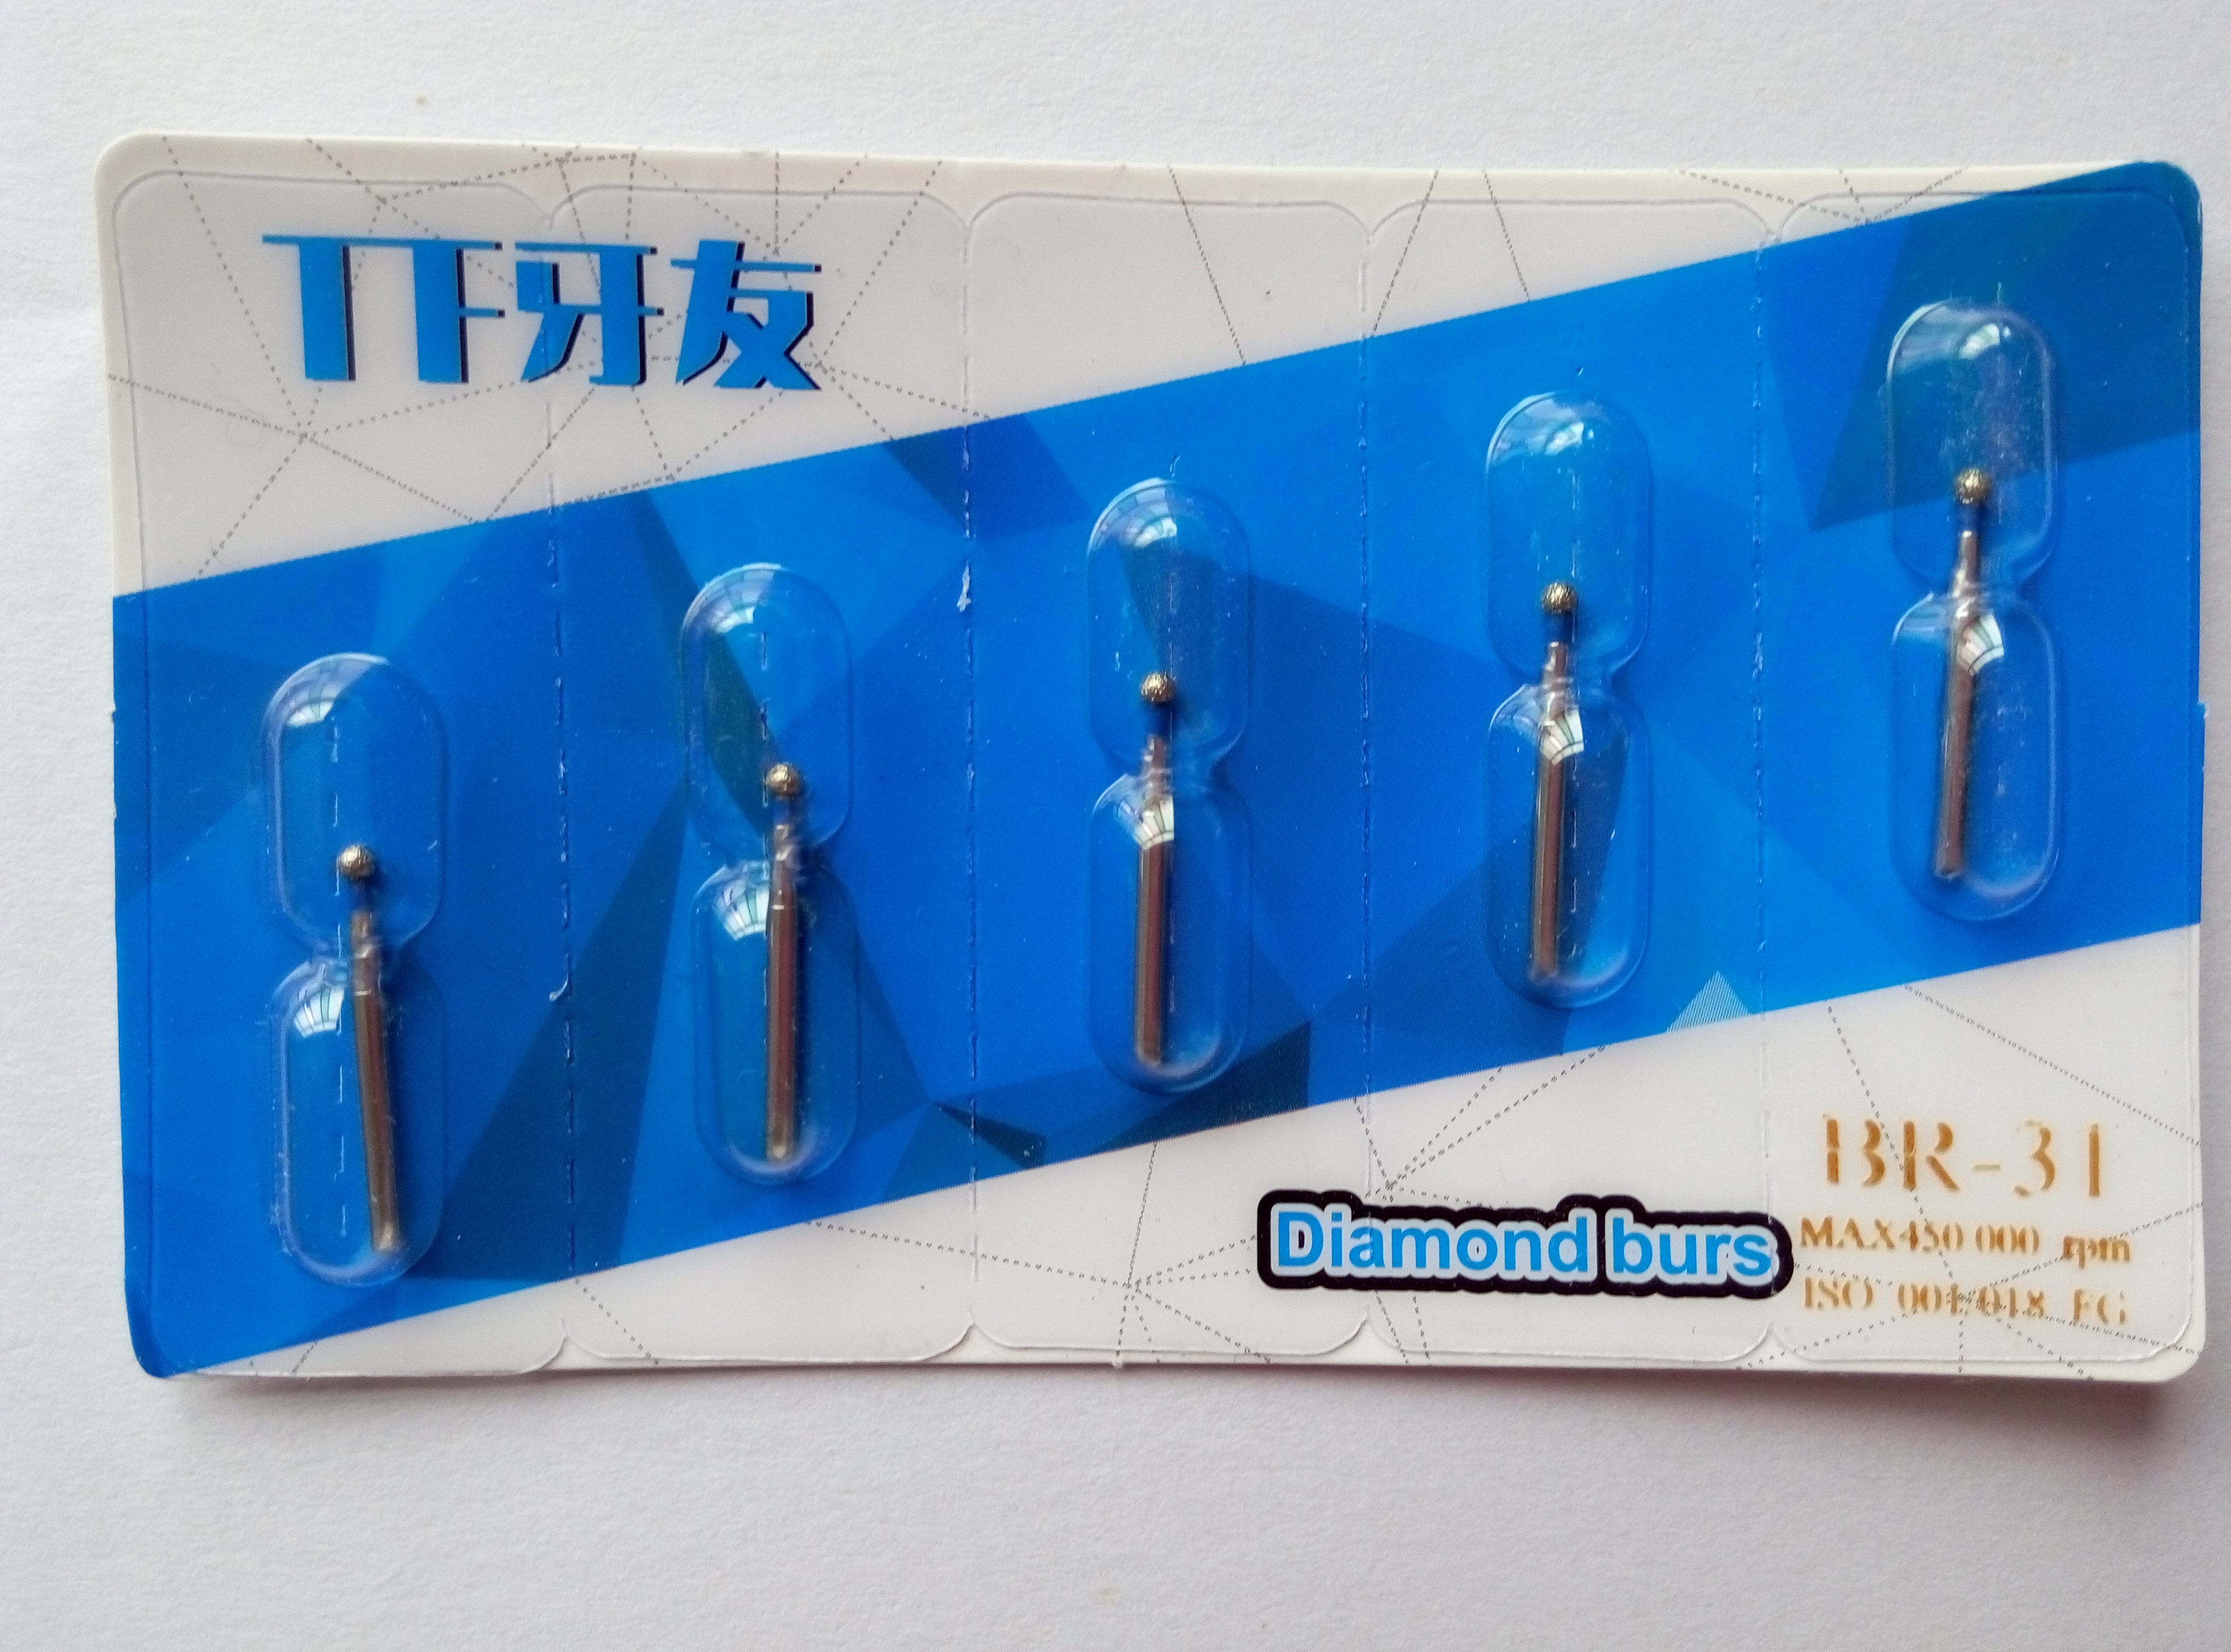 TF牙友
Diamond burs
BR-31
MAX450 000 rpm
ISO 001/018 FG